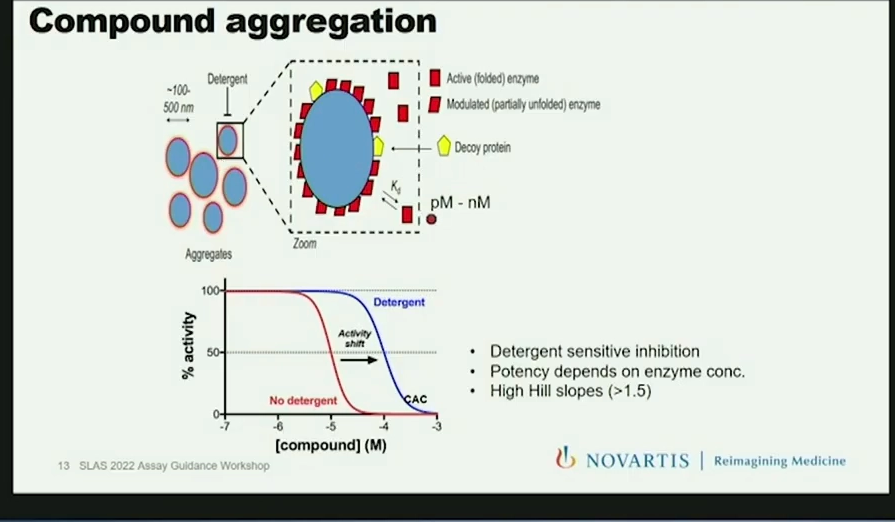 Compound aggregation
~100-
500 nm
Detergent
Active (folded) enzyme
Modulated (partially unfolded) enzyme
Decoy protein
Kd
pM - nM
Zoom
Aggregates
% activity
100
50
0
Detergent
Activity
shift
No detergent
CAC
-7 -6 -5 -4 -3
[compound] (M)
• Detergent sensitive inhibition
• Potency depends on enzyme conc.
• High Hill slopes (>1.5)
13 SLAS 2022 Assay Guidance Workshop
NOVARTIS | Reimagining Medicine